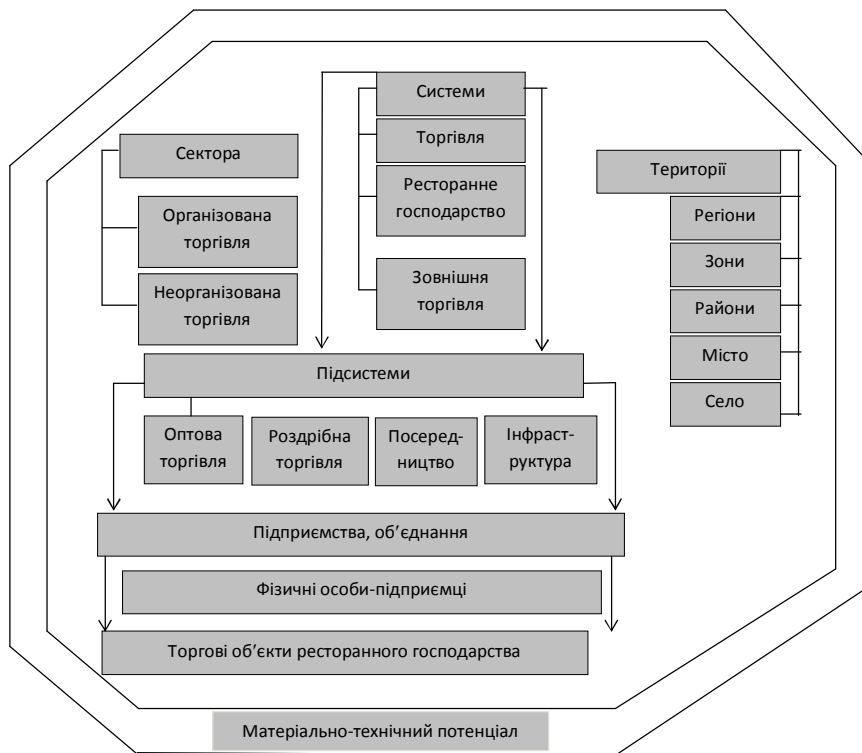 Сектора
Організована
торгівля
Неорганізована
торгівля
Системи
Торгівля
Ресторанне
господарство
Зовнішня
торгівля
Території
Регіони
Зони
Райони
Місто
Село
Підсистеми
Оптова
торгівля
Роздрібна
торгівля
Посеред-
ництво
Інфраст-
руктура
Підприємства, об’єднання
Фізичні особи-підприємці
Торгові об’єкти ресторанного господарства
Матеріально-технічний потенціал